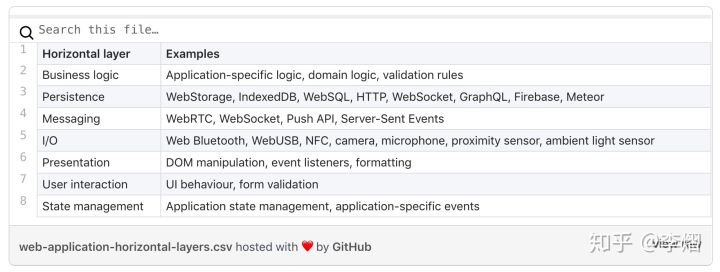 Search this file…
1 Horizontal layer Examples
2 Business logic Application-specific logic, domain logic, validation rules
3 Persistence WebStorage, IndexedDB, WebSQL, HTTP, WebSocket, GraphQL, Firebase, Meteor
4 Messaging WebRTC, WebSocket, Push API, Server-Sent Events
5 I/O Web Bluetooth, WebUSB, NFC, camera, microphone, proximity sensor, ambient light sensor
6 Presentation DOM manipulation, event listeners, formatting
7 User interaction UI behaviour, form validation
8 State management Application state management, application-specific events
web-application-horizontal-layers.csv hosted with ❤ by GitHub
view raw
知乎 @李熠